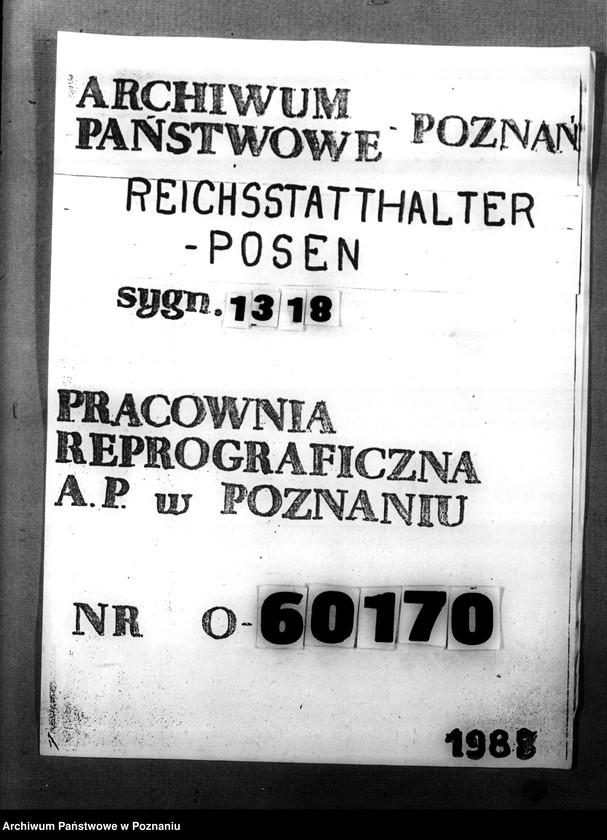 ARCHIWUM
PAŃSTWOWE - POZNAŃ
REICHSSTATTHALTER
- POSEN
sygn. 1318
PRACOWNIA
REPROGRAFICZNA
A.P. w POZNANIU
NR O-60170
Archiwum Państwowe w Poznaniu